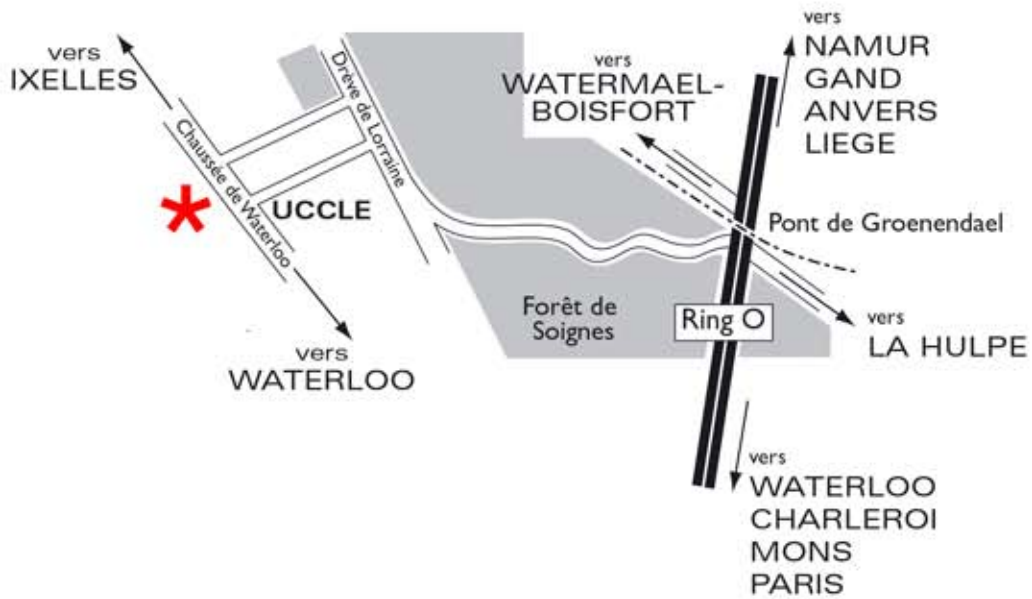 vers
IXELLES
Chaussée de Waterloo
Drève de Lorraine
UCCLE
vers
WATERLOO
vers
WATERMAEL-
BOISFORT
vers
NAMUR
GAND
ANVERS
LIEGE
Pont de Groenendael
Forêt de
Soignes
Ring O
vers
LA HULPE
vers
WATERLOO
CHARLEROI
MONS
PARIS